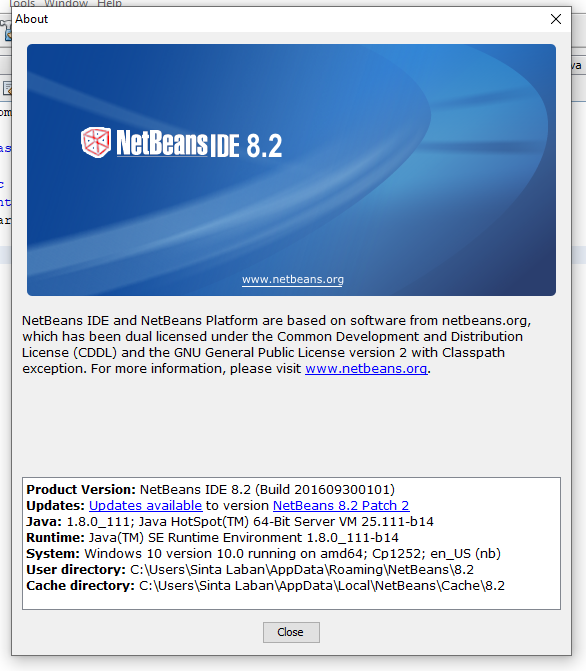 Tools Window Help
About
va
NetBeans IDE 8.2
www.netbeans.org
NetBeans IDE and NetBeans Platform are based on software from netbeans.org,
which has been dual licensed under the Common Development and Distribution
License (CDDL) and the GNU General Public License version 2 with Classpath
exception. For more information, please visit www.netbeans.org.
Product Version: NetBeans IDE 8.2 (Build 201609300101)
Updates: Updates available to version NetBeans 8.2 Patch 2
Java: 1.8.0_111; Java HotSpot(TM) 64-Bit Server VM 25.111-b14
Runtime: Java(TM) SE Runtime Environment 1.8.0_111-b14
System: Windows 10 version 10.0 running on amd64; Cp1252; en_US (nb)
User directory: C:\Users\Sinta Laban\AppData\Roaming\NetBeans\8.2
Cache directory: C:\Users\Sinta Laban\AppData\Local\NetBeans\Cache\8.2
Close